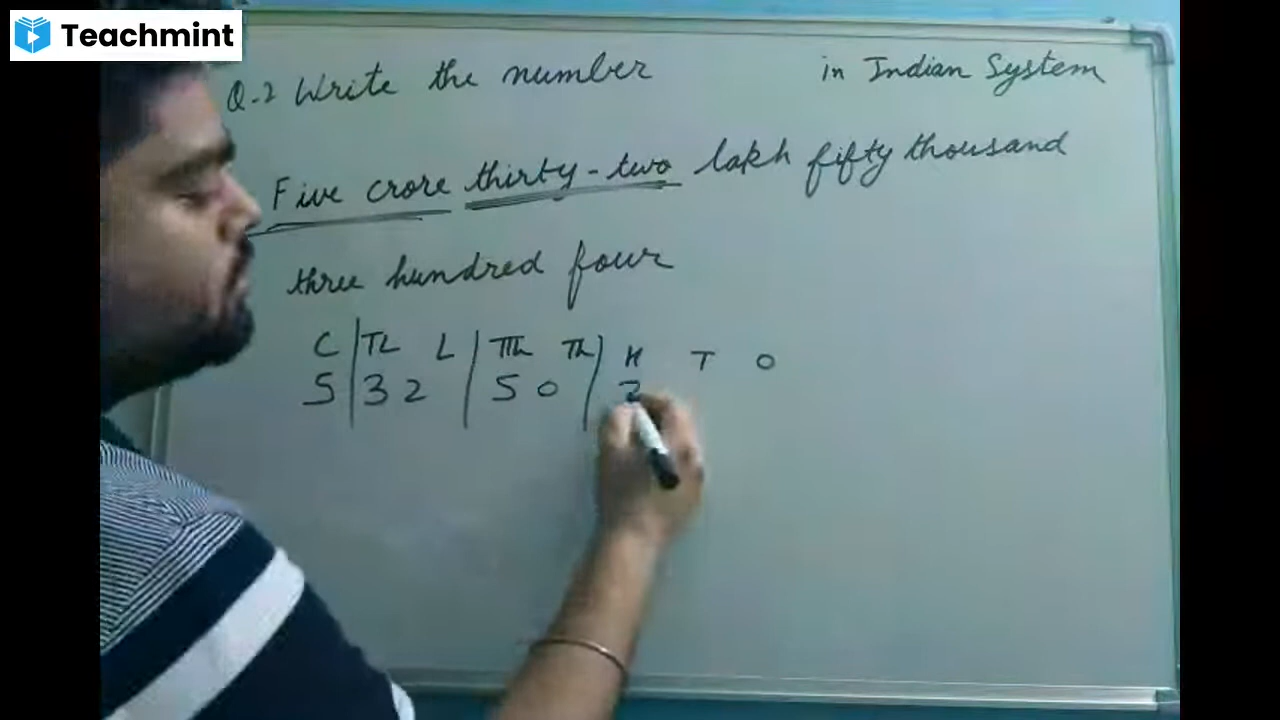 Teachmint
Q.2 Write the number in Indian System
Five crore thirty-two lakh fifty thousand
three hundred four
C TL L TTh Th H T O
5 3 2 5 0 3